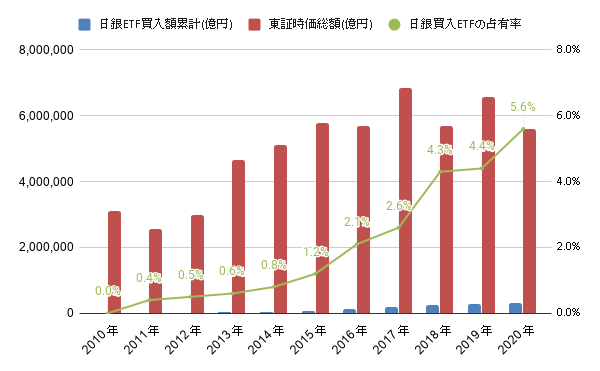 日銀ETF買入額累計(億円) 東証時価総額(億円) 日銀買入ETFの占有率
8,000,000 8.0%
6,000,000 6.0%
4,000,000 4.0%
2,000,000 2.0%
0 0.0%
0.0% 0.4% 0.5% 0.6% 0.8% 1.2% 2.1% 2.6% 4.3% 4.4% 5.6%
2010年 2011年 2012年 2013年 2014年 2015年 2016年 2017年 2018年 2019年 2020年